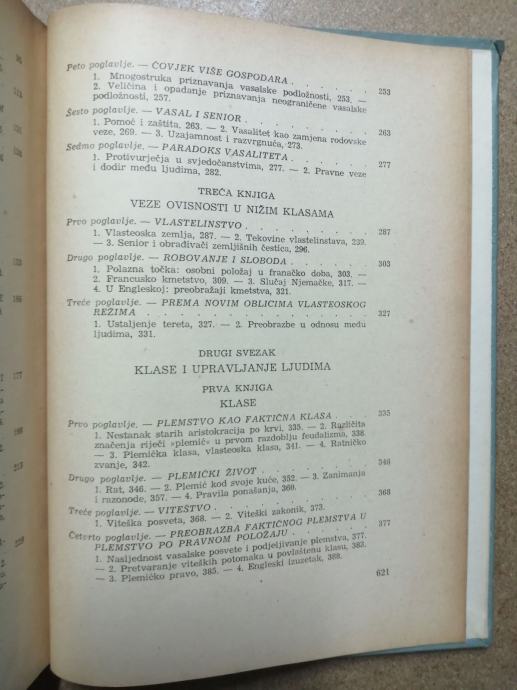 Peto poglavlje. — ČOVJEK VIŠE GOSPODARA . . . . . . 253
1. Mnogostruka priznavanja vasalske podložnosti, 253. —
2. Veličina i opadanje priznavanja neograničene vasalske
podložnosti, 257.
Šesto poglavlje. — VASAL I SENIOR . . . . . . . . 263
1. Pomoć i zaštita, 263. — 2. Vasalitet kao zamjena rodovske
veze, 269. — 3. Uzajamnost i razvrgnuća, 273.
Sedmo poglavlje. — PARADOKS VASALITETA . . . . . . 277
1. Protivurječja u svjedočanstvima, 277. — 2. Pravne veze
i dodir među ljudima, 282.
TREĆA KNJIGA
VEZE OVISNOSTI U NIŽIM KLASAMA
Prvo poglavlje. — VLASTELINSTVO . . . . . . . . 287
1. Vlasteoska zemlja, 287. — 2. Tekovine vlastelinstava, 239.
— 3. Senior i obrađivači zemljišnih čestica, 296.
Drugo poglavlje. — ROBOVANJE I SLOBODA . . . . . . 303
1. Polazna točka: osobni položaj u franačko doba, 303. —
2. Francusko kmetstvo, 309. — 3. Slučaj Njemačke, 317. —
4. U Engleskoj: preobražaji kmetstva, 321.
Treće poglavlje. — PREMA NOVIM OBLICIMA VLASTEOSKOG
REŽIMA . . . . . . . . . . . . . . 327
1. Ustaljenje tereta, 327. — 2. Preobrazbe u odnosu među
ljudima, 331.
DRUGI SVEZAK
KLASE I UPRAVLJANJE LJUDIMA
PRVA KNJIGA
KLASE
Prvo poglavlje. — PLEMSTVO KAO FAKTIČNA KLASA . . . 335
1. Nestanak starih aristokracija po krvi, 335. — 2. Različita
značenja riječi »plemić« u prvom razdoblju feudalizma, 338.
— 3. Plemićka klasa, vlasteoska klasa, 341. — 4. Ratničko
zvanje, 342.
Drugo poglavlje. — PLEMIĆKI ŽIVOT . . . . . . . . 346
1. Rat, 346. — 2. Plemić kod svoje kuće, 352. — 3. Zanimanja
i razonode, 357. — 4. Pravila ponašanja, 360.
Treće poglavlje. — VITEŠTVO . . . . . . . . . . 368
1. Viteška posveta, 368. — 2. Viteški zakonik, 373.
Četvrto poglavlje. — PREOBRAZBA FAKTIČNOG PLEMSTVA U
PLEMSTVO PO PRAVNOM POLOŽAJU . . . . . . 377
1. Nasljednost vasalske posvete i podjeljivanje plemstva, 377.
— 2. Pretvaranje viteških potomaka u povlaštenu klasu, 383.
— 3. Plemićko pravo, 385. — 4. Engleski izuzetak, 388.
621